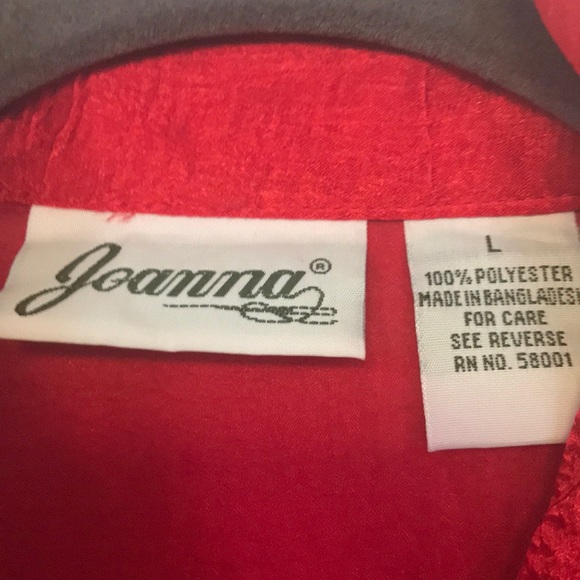 Joanna®
L
100% POLYESTER
MADE IN BANGLADESH
FOR CARE
SEE REVERSE
RN NO. 58001